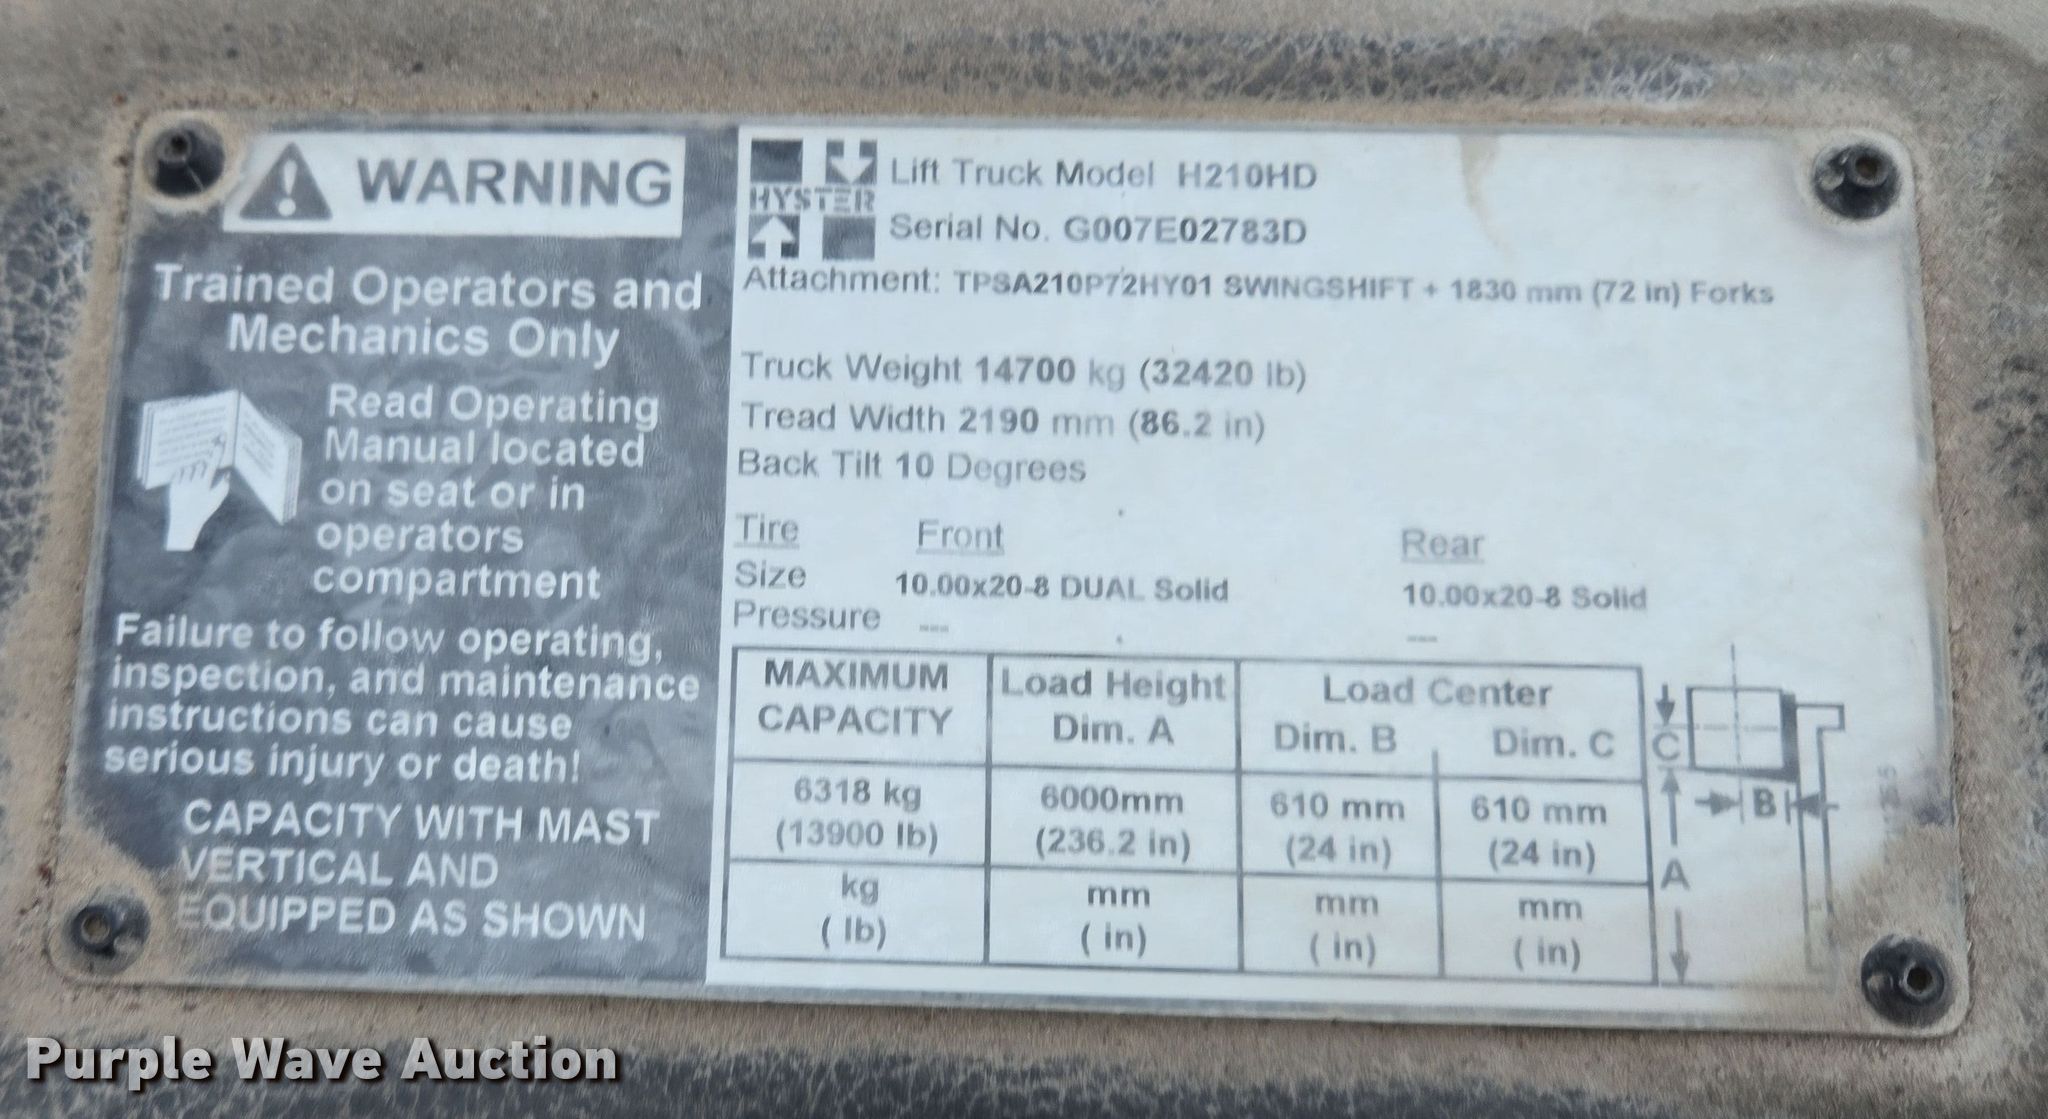 WARNING
Trained Operators and
Mechanics Only
Read Operating
Manual located
on seat or in
operators
compartment
Failure to follow operating,
inspection, and maintenance
instructions can cause
serious injury or death!
CAPACITY WITH MAST
VERTICAL AND
EQUIPPED AS SHOWN
HYSTER
Lift Truck Model H210HD
Serial No. G007E02783D
Attachment: TPSA210P72HY01 SWINGSHIFT + 1830 mm (72 in) Forks
Truck Weight 14700 kg (32420 lb)
Tread Width 2190 mm (86.2 in)
Back Tilt 10 Degrees
Tire Front Rear
Size 10.00x20-8 DUAL Solid 10.00x20-8 Solid
Pressure --- ---
MAXIMUM CAPACITY
Load Height Dim. A
Load Center
Dim. B Dim. C
6318 kg 6000mm 610 mm 610 mm
(13900 lb) (236.2 in) (24 in) (24 in)
kg mm mm mm
( lb) ( in) ( in) ( in)
C
B
A
Purple Wave Auction